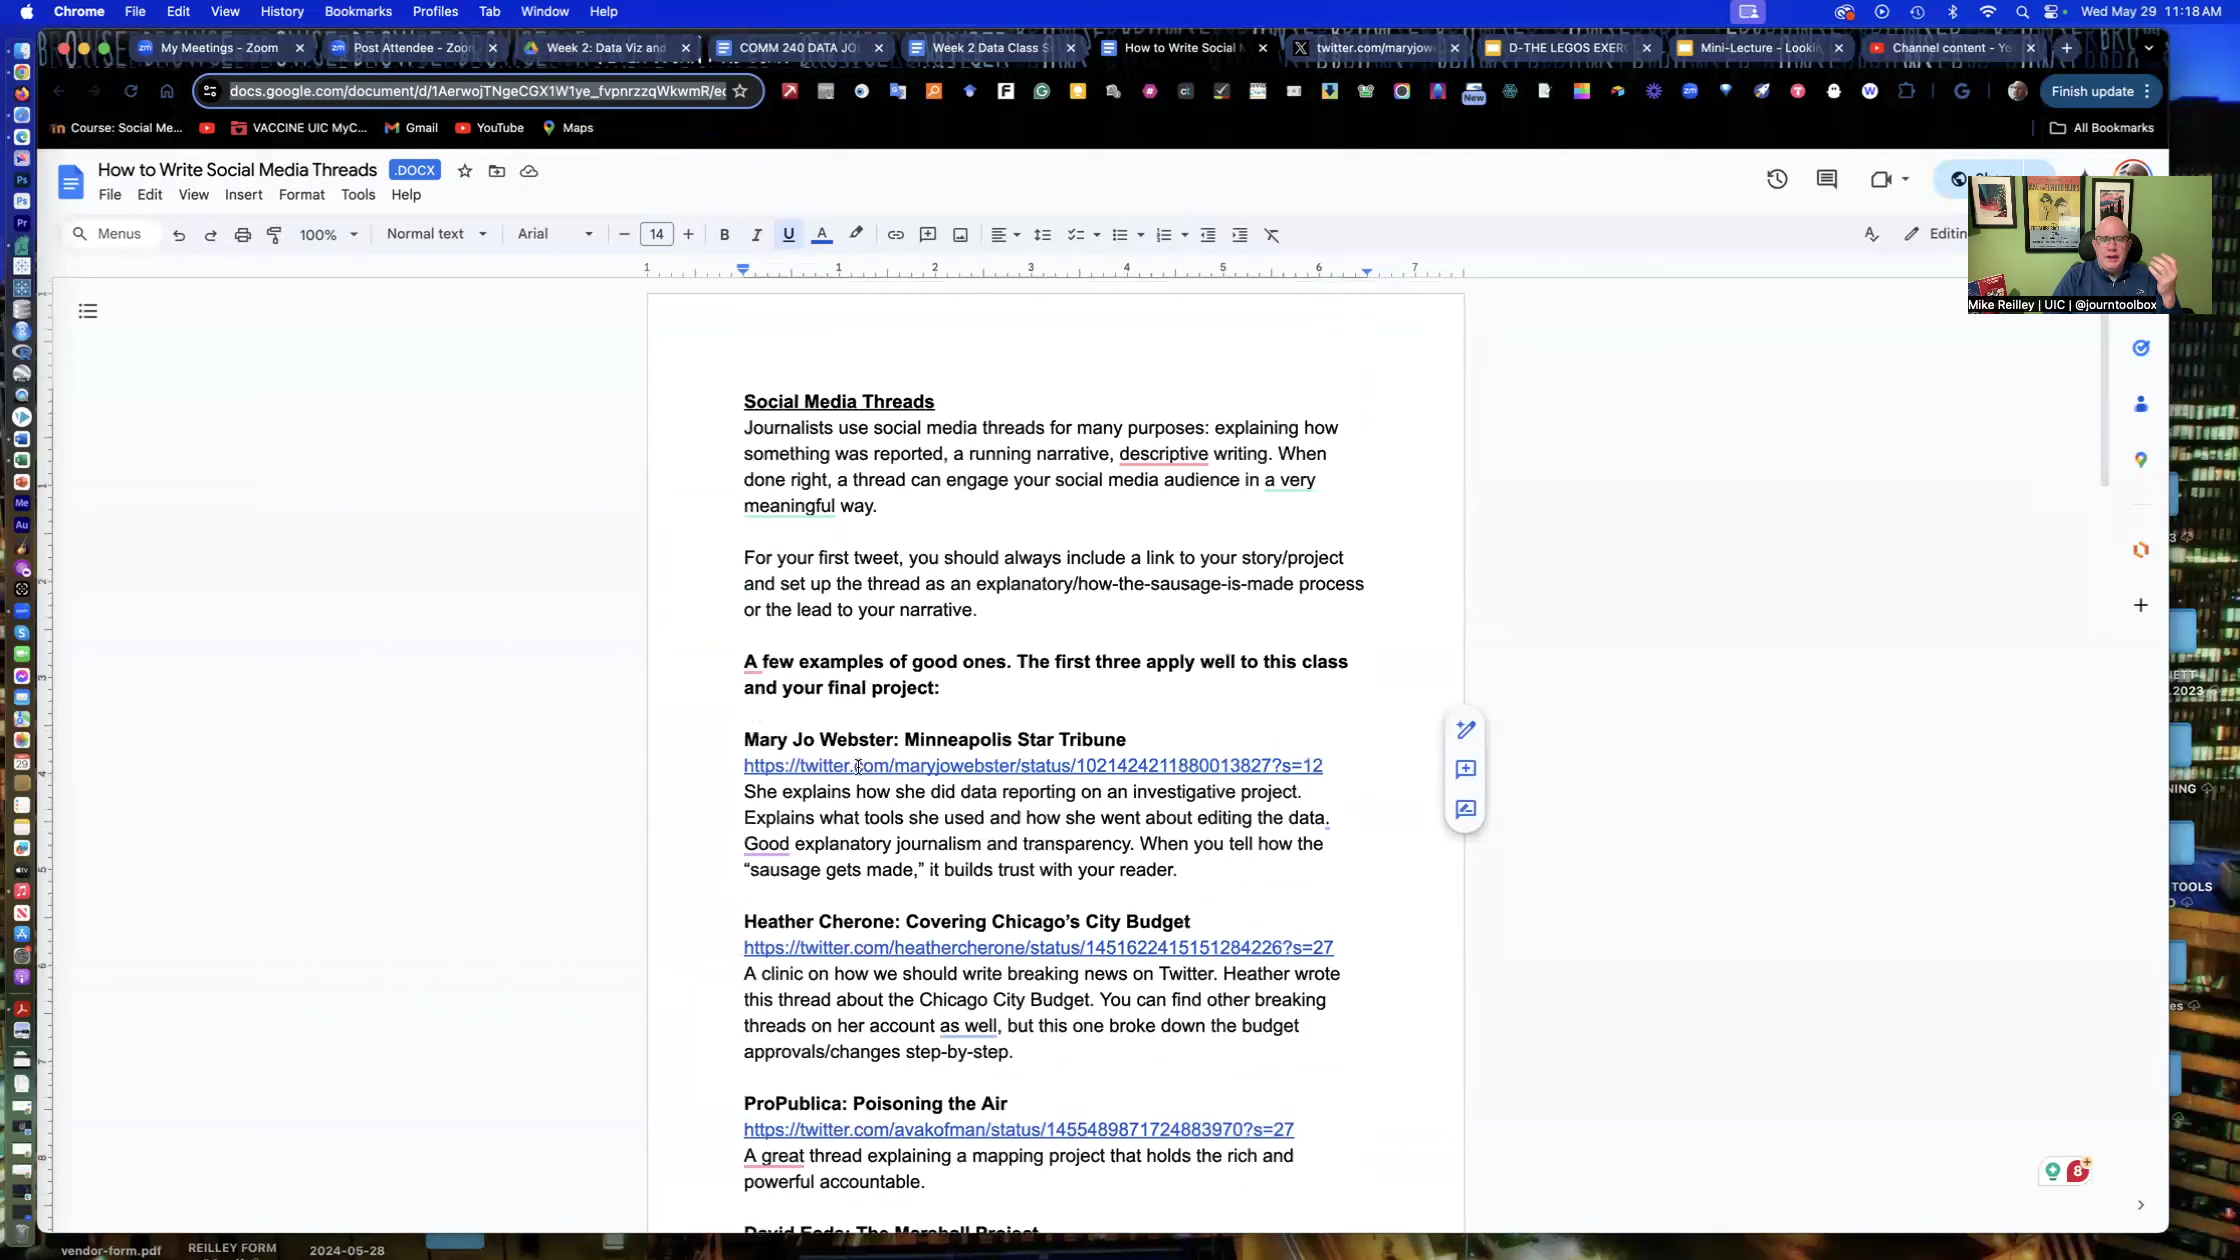 Chrome File Edit View History Bookmarks Profiles Tab Window Help
Wed May 29 11:18 AM
My Meetings - Zoom
Post Attendee - Zoom
Week 2: Data Viz and
COMM 240 DATA JO
Week 2 Data Class S
How to Write Social M
twitter.com/maryjowe
D-THE LEGOS EXER
Mini-Lecture - Lookin
Channel content - Yo
docs.google.com/document/d/1AerwojTNgeCGX1W1ye_fvpnrzzqWkwmR/ed
New
Finish update
Course: Social Me...
VACCINE UIC MyC...
Gmail
YouTube
Maps
All Bookmarks
How to Write Social Media Threads
.DOCX
File Edit View Insert Format Tools Help
Menus
100%
Normal text
Arial
14
B I U A
Editin
Mike Reilley | UIC | @journtoolbox
1 1 2 3 4 5 6 7
Social Media Threads
Journalists use social media threads for many purposes: explaining how
something was reported, a running narrative, descriptive writing. When
done right, a thread can engage your social media audience in a very
meaningful way.
For your first tweet, you should always include a link to your story/project
and set up the thread as an explanatory/how-the-sausage-is-made process
or the lead to your narrative.
A few examples of good ones. The first three apply well to this class
and your final project:
Mary Jo Webster: Minneapolis Star Tribune
https://twitter.com/maryjowebster/status/1021424211880013827?s=12
She explains how she did data reporting on an investigative project.
Explains what tools she used and how she went about editing the data.
Good explanatory journalism and transparency. When you tell how the
“sausage gets made,” it builds trust with your reader.
Heather Cherone: Covering Chicago’s City Budget
https://twitter.com/heathercherone/status/1451622415151284226?s=27
A clinic on how we should write breaking news on Twitter. Heather wrote
this thread about the Chicago City Budget. You can find other breaking
threads on her account as well, but this one broke down the budget
approvals/changes step-by-step.
ProPublica: Poisoning the Air
https://twitter.com/avakofman/status/1455489871724883970?s=27
A great thread explaining a mapping project that holds the rich and
powerful accountable.
8
vendor-form.pdf
REILLEY FORM
2024-05-28
TOOLS